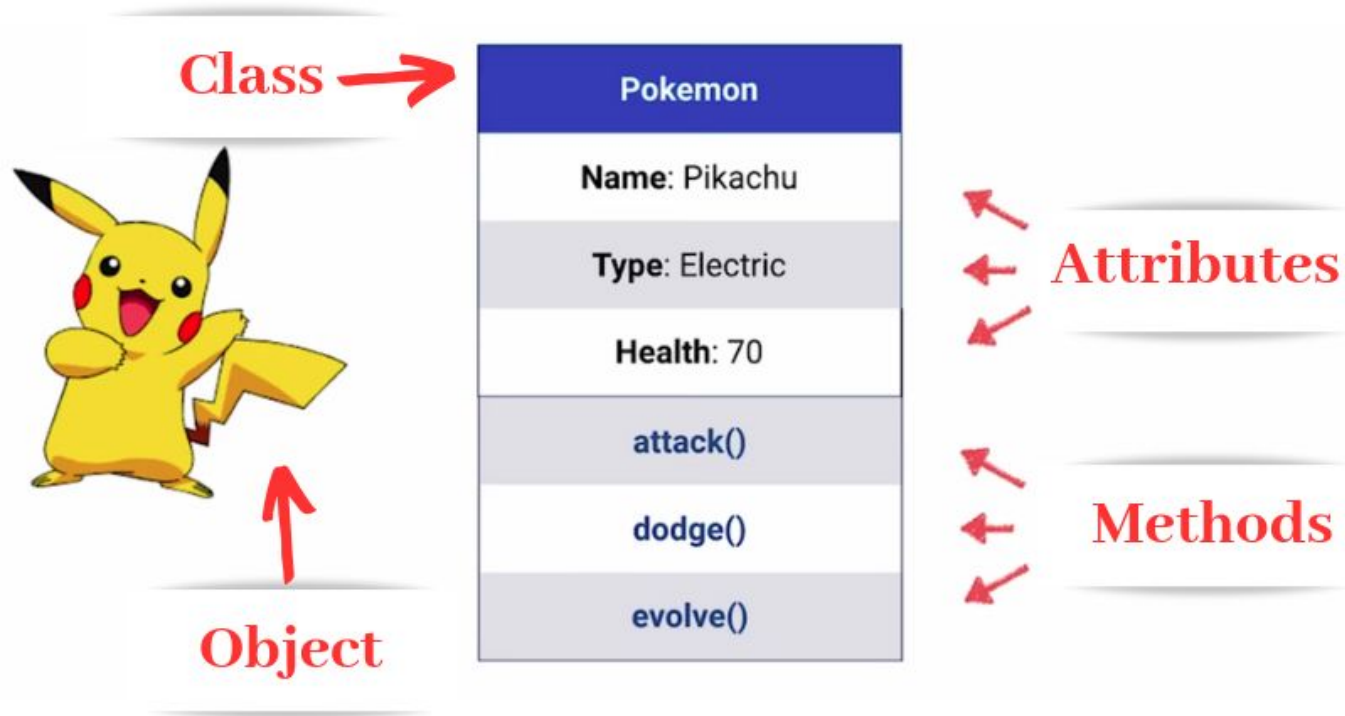 Class
Pokemon
Name: Pikachu
Type: Electric
Health: 70
Attributes
attack()
dodge()
evolve()
Methods
Object